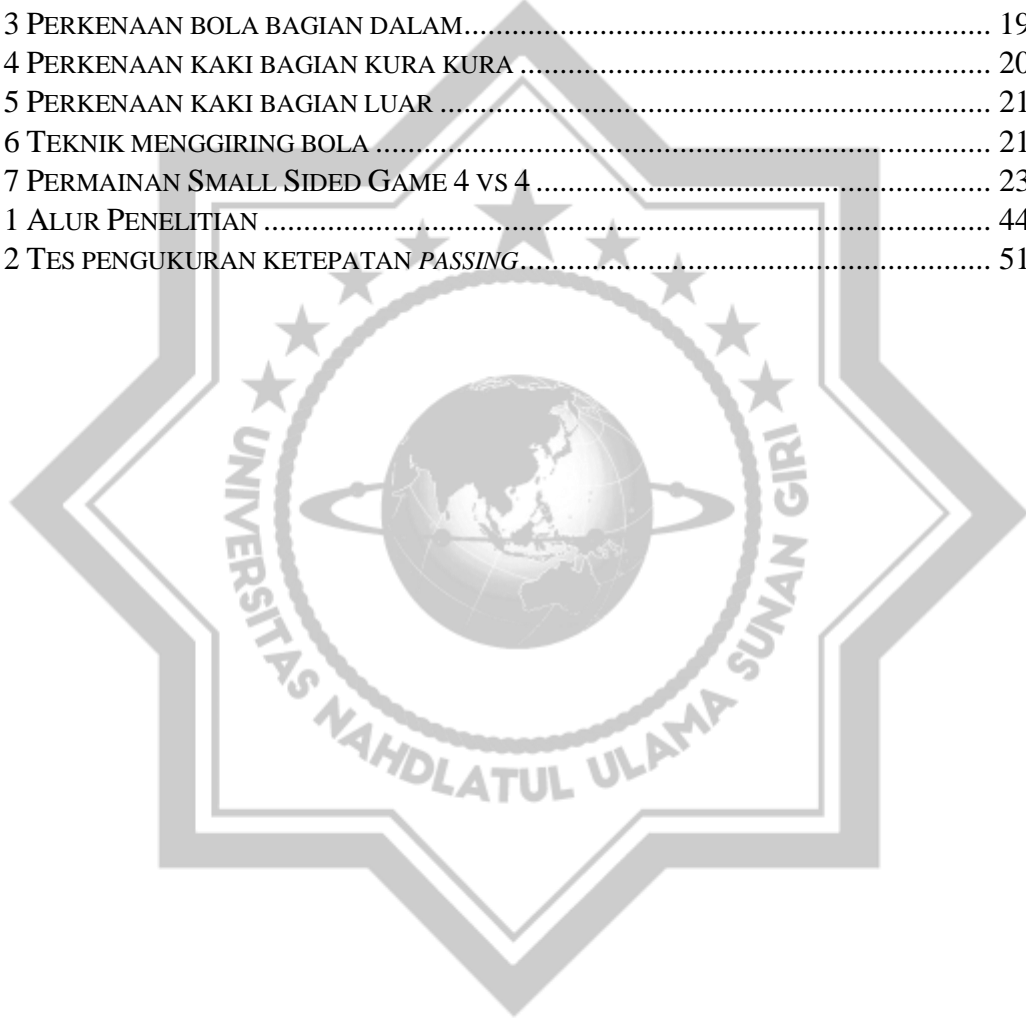 3 PERKENAAN BOLA BAGIAN DALAM........................................................................................ 19
4 PERKENAAN KAKI BAGIAN KURA KURA ............................................................................. 20
5 PERKENAAN KAKI BAGIAN LUAR ........................................................................................ 21
6 TEKNIK MENGGIRING BOLA ................................................................................................. 21
7 PERMAINAN SMALL SIDED GAME 4 VS 4 ........................................................................... 23
1 ALUR PENELITIAN .................................................................................................................. 44
2 TES PENGUKURAN KETEPATAN PASSING............................................................................. 51
UNIVERSITAS NAHDLATUL ULAMA SUNAN GIRI